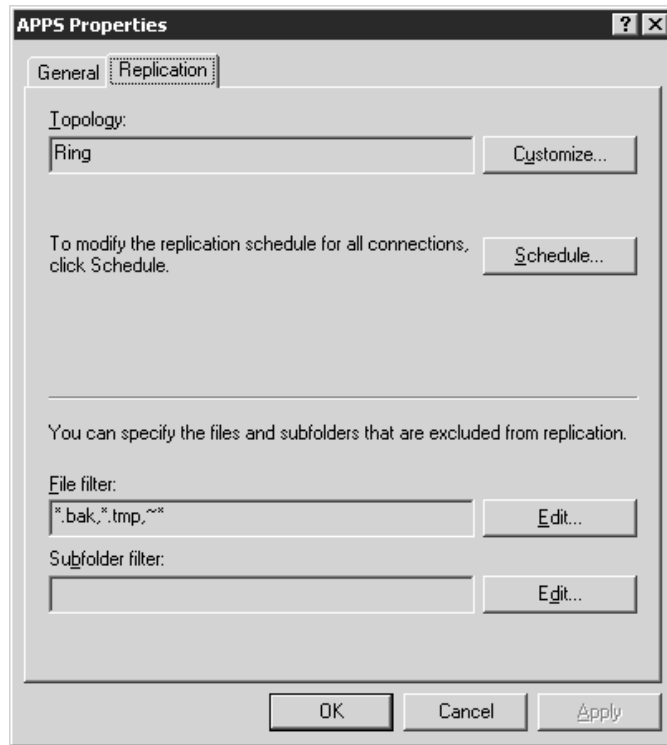 APPS Properties
General Replication
Topology:
Ring Customize...
To modify the replication schedule for all connections,
click Schedule. Schedule...
You can specify the files and subfolders that are excluded from replication.
File filter:
*.bak,*.tmp,~* Edit...
Subfolder filter:
Edit...
OK Cancel Apply